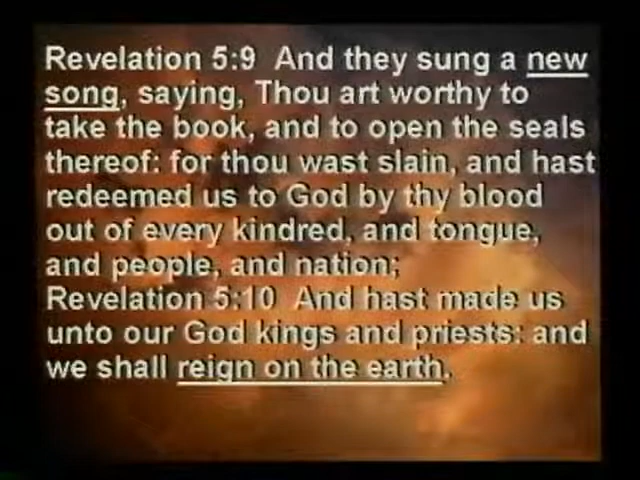 Revelation 5:9  And they sung a new
song, saying, Thou art worthy to
take the book, and to open the seals
thereof: for thou wast slain, and hast
redeemed us to God by thy blood
out of every kindred, and tongue,
and people, and nation;
Revelation 5:10  And hast made us
unto our God kings and priests: and
we shall reign on the earth.